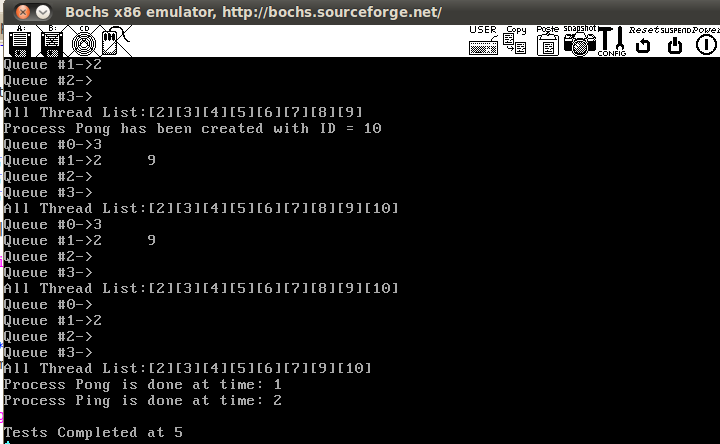 Bochs x86 emulator, http://bochs.sourceforge.net/
A: B: CD USER Copy Paste snapshot CONFIG Reset SUSPEND Power
Queue #1->2
Queue #2->
Queue #3->
All Thread List:[2][3][4][5][6][7][8][9]
Process Pong has been created with ID = 10
Queue #0->3
Queue #1->2     9
Queue #2->
Queue #3->
All Thread List:[2][3][4][5][6][7][8][9][10]
Queue #0->3
Queue #1->2     9
Queue #2->
Queue #3->
All Thread List:[2][3][4][5][6][7][8][9][10]
Queue #0->
Queue #1->2
Queue #2->
Queue #3->
All Thread List:[2][3][4][5][6][7][9][10]
Process Pong is done at time: 1
Process Ping is done at time: 2
Tests Completed at 5